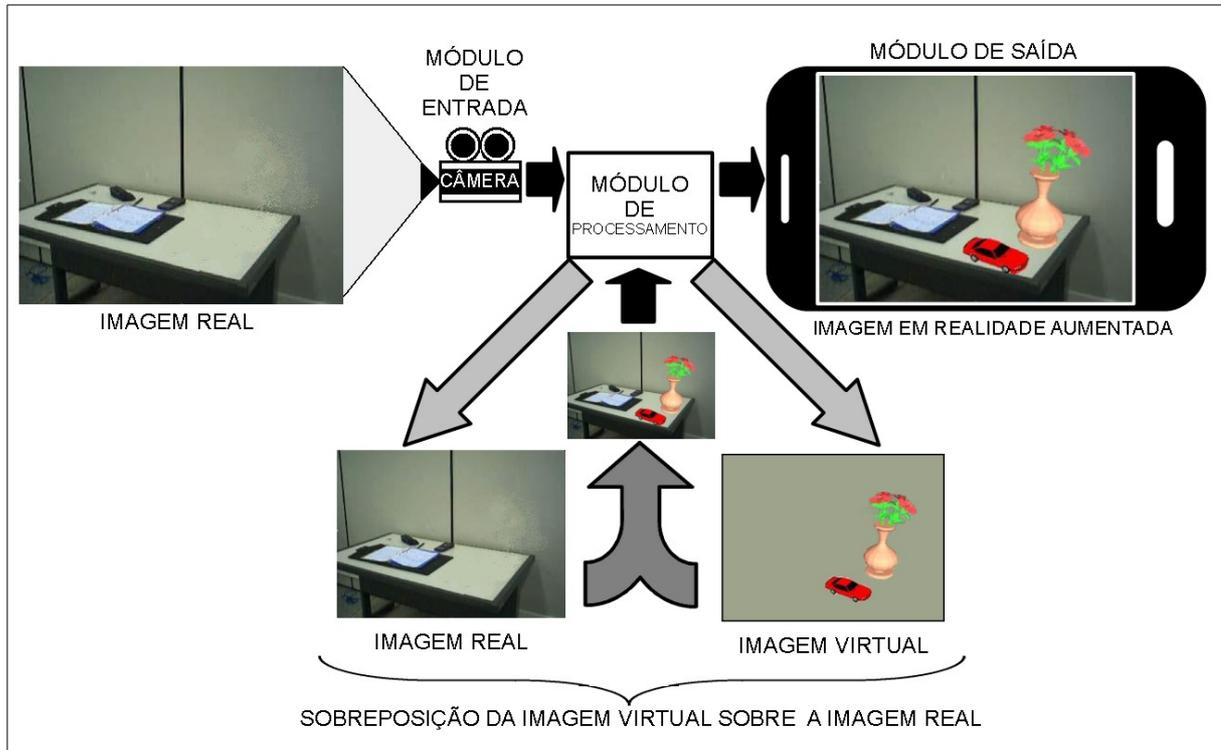 MÓDULO
DE
ENTRADA
CÂMERA
IMAGEM REAL
MÓDULO
DE
PROCESSAMENTO
MÓDULO DE SAÍDA
IMAGEM EM REALIDADE AUMENTADA
IMAGEM REAL
IMAGEM VIRTUAL
SOBREPOSIÇÃO DA IMAGEM VIRTUAL SOBRE A IMAGEM REAL